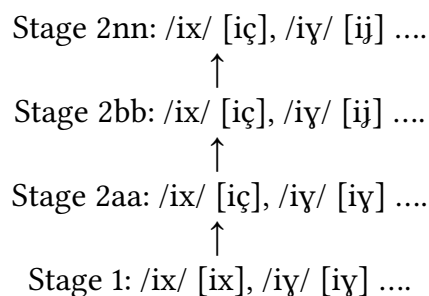 Stage 2nn: /ix/ [iç], /iɣ/ [iʝ] ….
↑
Stage 2bb: /ix/ [iç], /iɣ/ [iʝ] ….
↑
Stage 2aa: /ix/ [iç], /iɣ/ [iɣ] ….
↑
Stage 1: /ix/ [ix], /iɣ/ [iɣ] ….